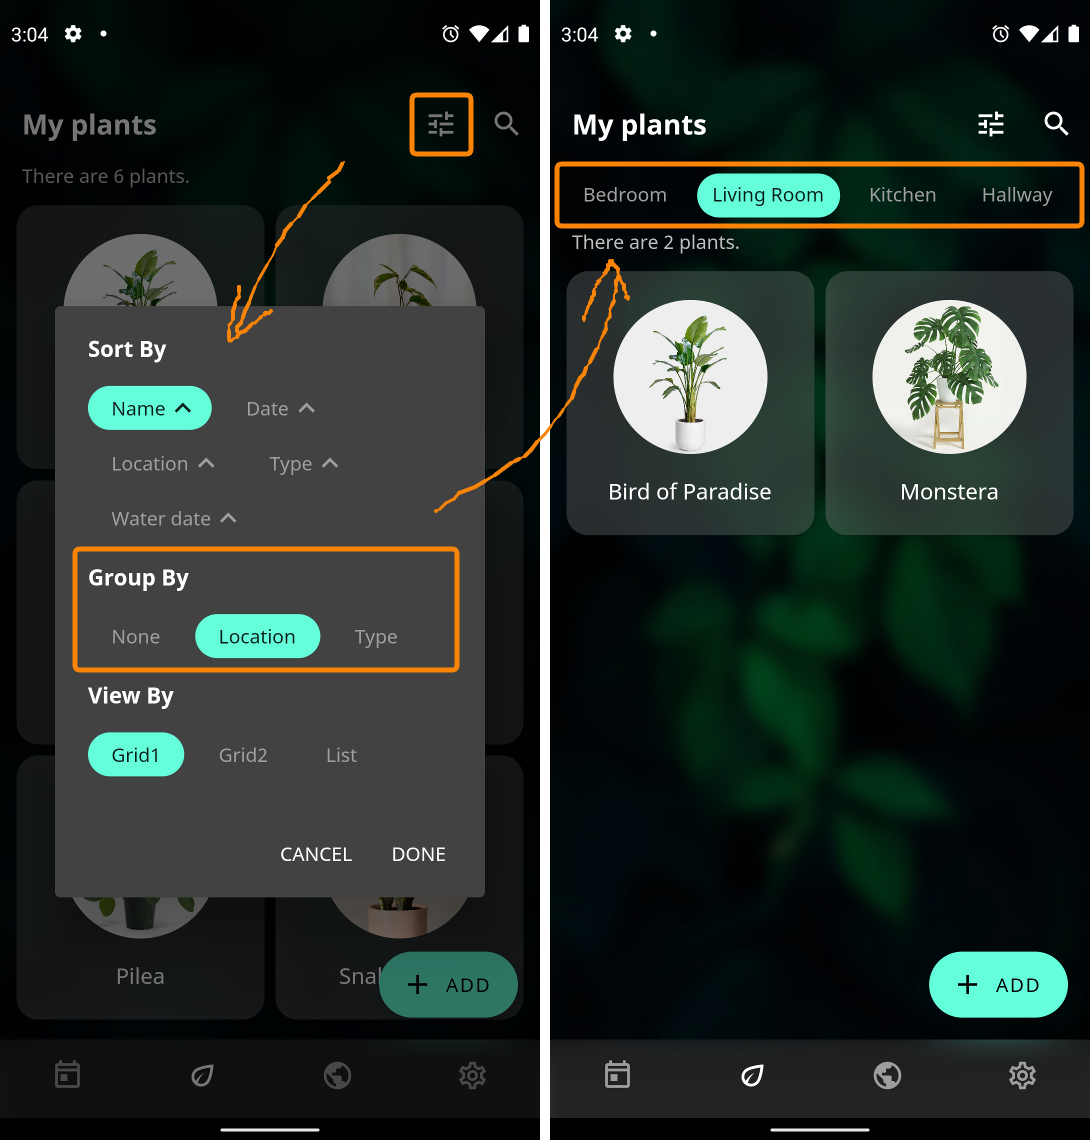 3:04
My plants
There are 6 plants.
Sort By
Name Date
Location Type
Water date
Group By
None Location Type
View By
Grid1 Grid2 List
CANCEL DONE
Pilea
ADD
3:04
My plants
Bedroom Living Room Kitchen Hallway
There are 2 plants.
Bird of Paradise Monstera
ADD